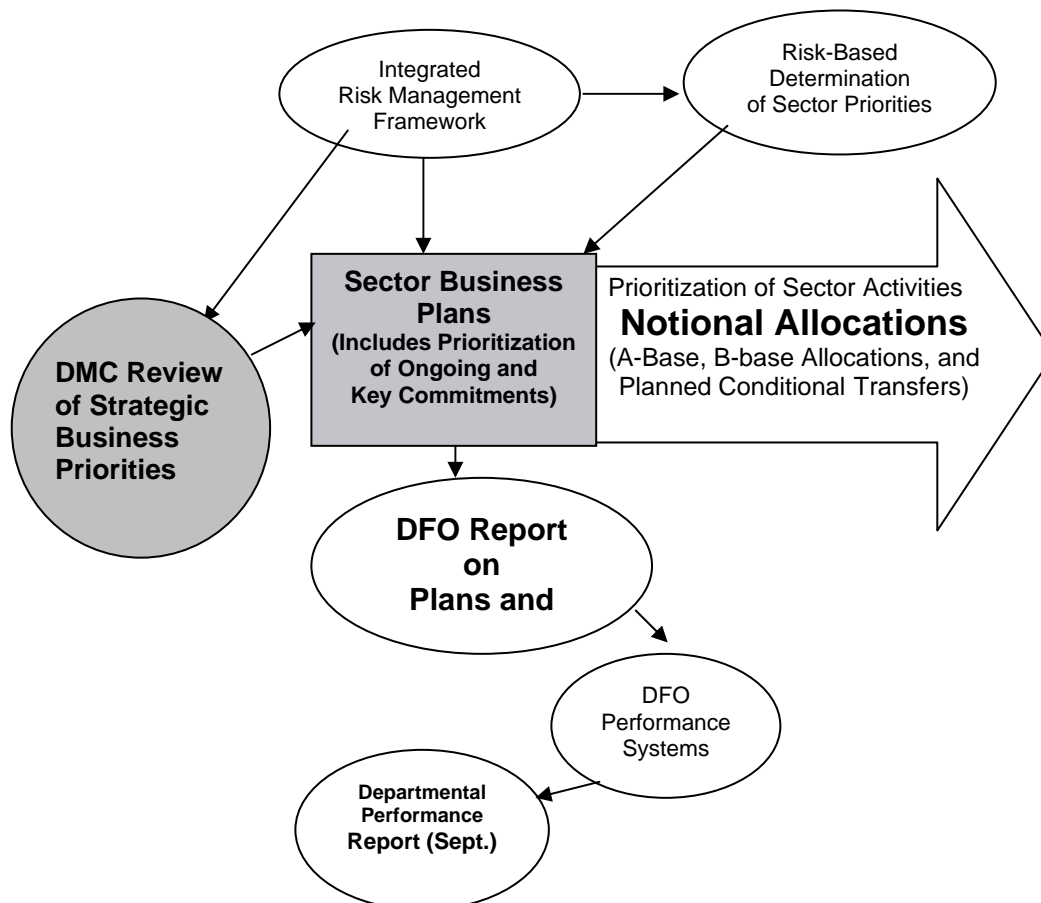 Integrated
Risk Management
Framework
Risk-Based
Determination
of Sector Priorities
Sector Business
Plans
(Includes Prioritization
of Ongoing and
Key Commitments)
Prioritization of Sector Activities
Notional Allocations
(A-Base, B-base Allocations, and
Planned Conditional Transfers)
DMC Review
of Strategic
Business
Priorities
DFO Report
on
Plans and
DFO
Performance
Systems
Departmental
Performance
Report (Sept.)